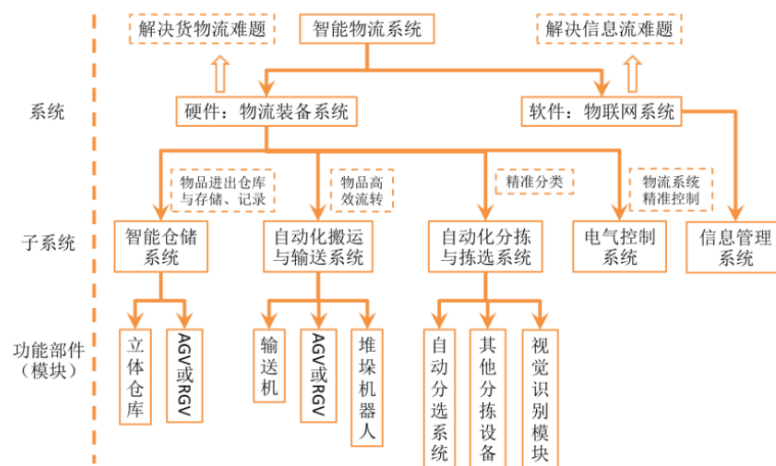 解决货物流难题
智能物流系统
解决信息流难题
系统
硬件：物流装备系统
软件：物联网系统
物品进出仓库
与存储、记录
物品高
效流转
精准分类
物流系统
精准控制
子系统
智能仓储
系统
自动化搬运
与输送系统
自动化分拣
与拣选系统
电气控制
系统
信息管理
系统
功能部件
（模块）
立体仓库
AGV或RGV
输送机
AGV或RGV
堆垛机器人
自动分选系统
其他分拣设备
视觉识别模块